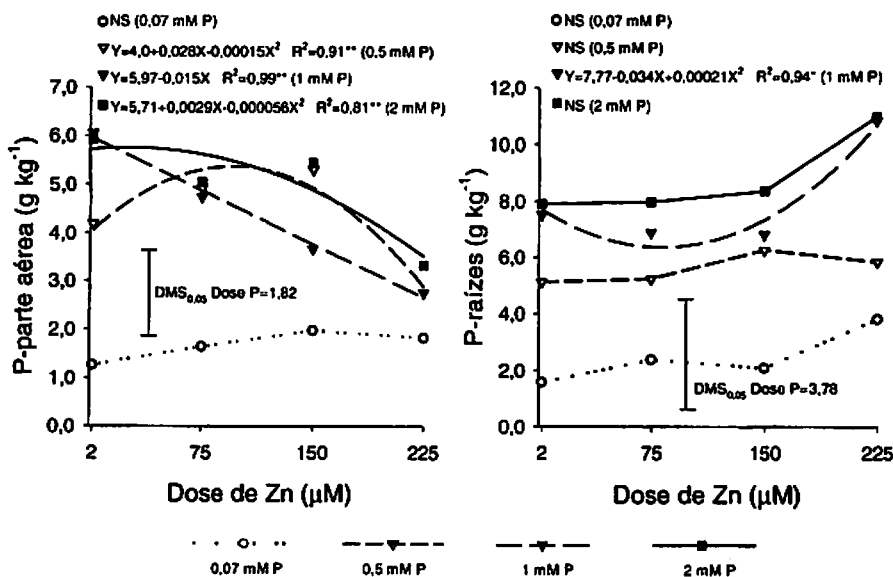 NS (0,07 mM P)
Y=4,0+0,028X-0,00015X² R²=0,91** (0,5 mM P)
Y=5,97-0,015X R²=0,99** (1 mM P)
Y=5,71+0,0029X-0,000056X² R²=0,81** (2 mM P)
7,0
6,0
5,0
4,0
3,0
2,0
1,0
0,0
P-parte aérea (g kg⁻¹)
DMS₀,₀₅ Dose P=1,82
2 75 150 225
Dose de Zn (µM)
NS (0,07 mM P)
NS (0,5 mM P)
Y=7,77-0,034X+0,00021X² R²=0,94* (1 mM P)
NS (2 mM P)
12,0
10,0
8,0
6,0
4,0
2,0
0,0
P-raízes (g kg⁻¹)
DMS₀,₀₅ Dose P=3,78
2 75 150 225
Dose de Zn (µM)
0,07 mM P 0,5 mM P 1 mM P 2 mM P